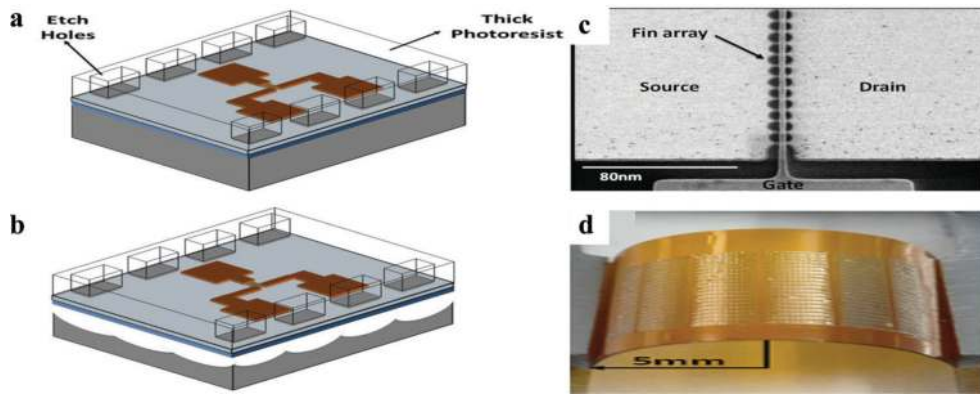 a
Etch
Holes
Thick
Photoresist
b
c
Fin array
Source
Drain
80nm
Gate
d
5mm